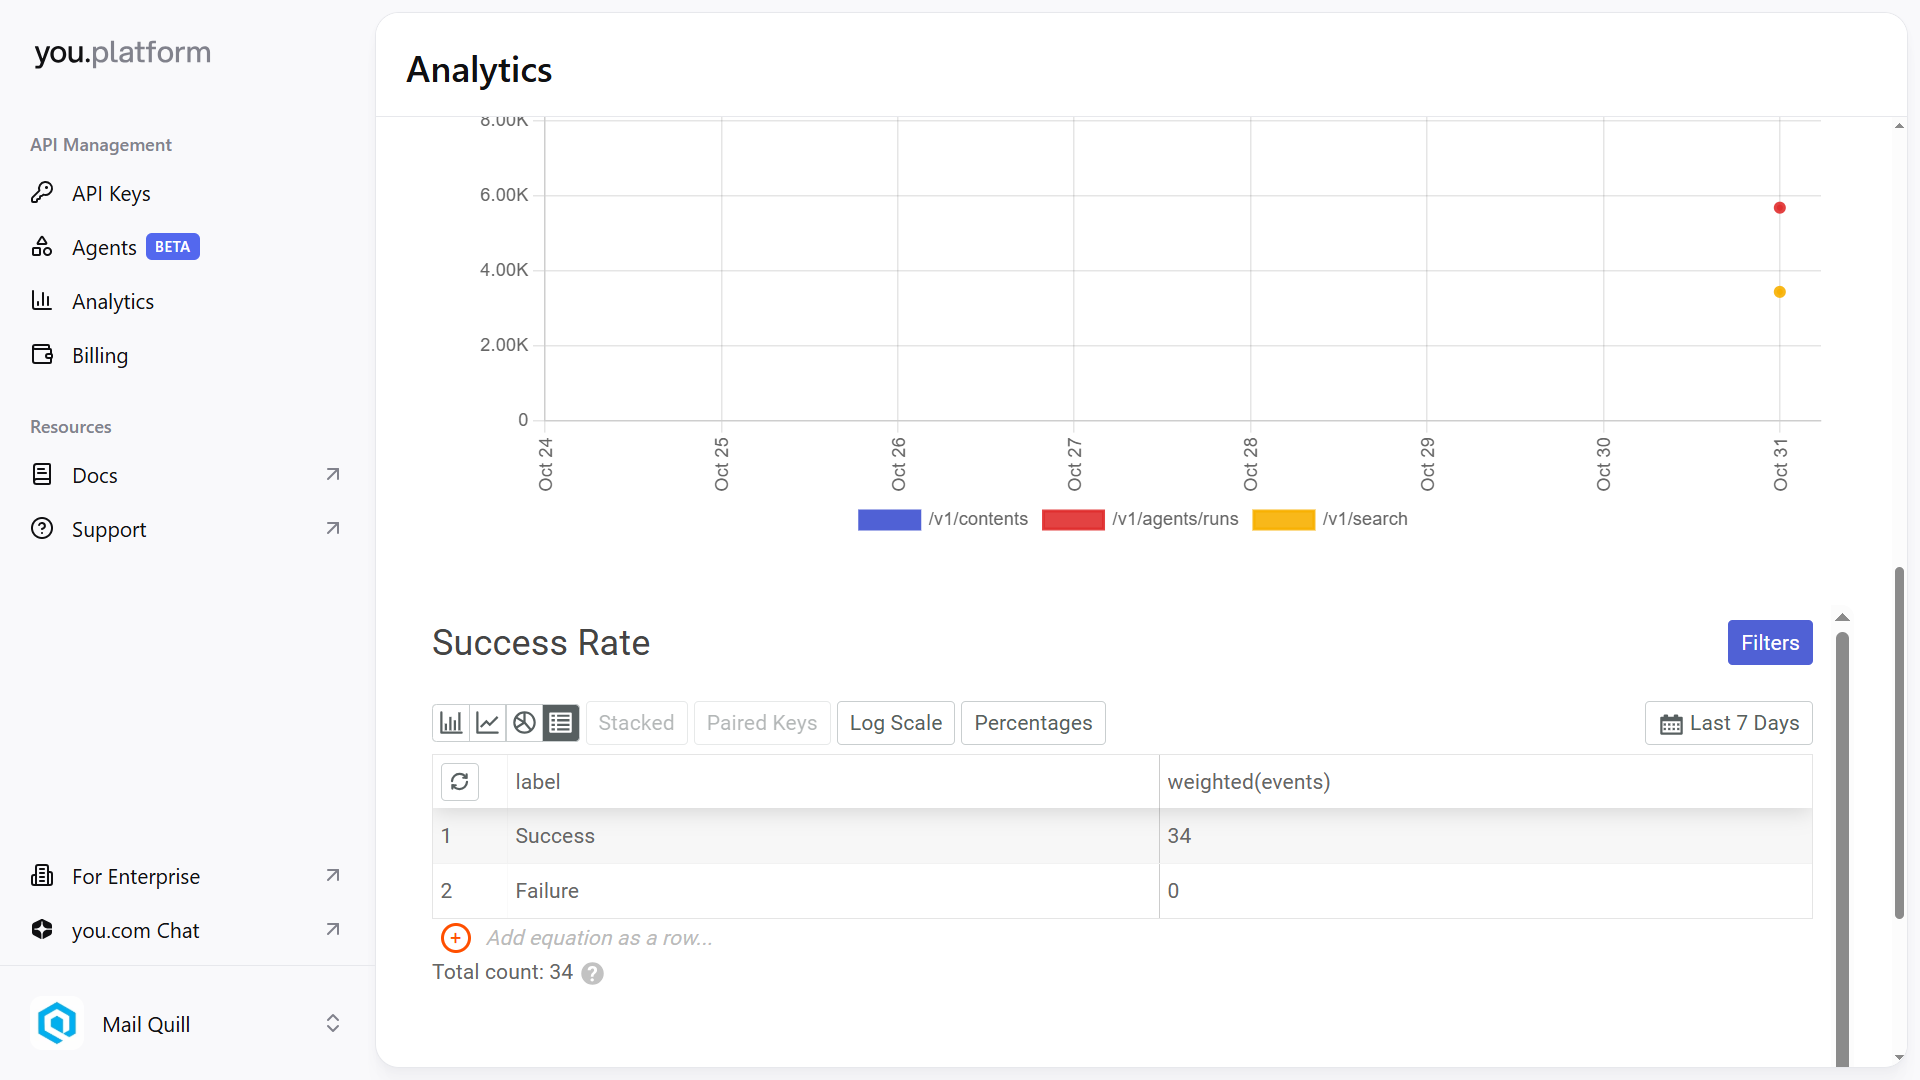 you.platform
API Management
API Keys
Agents BETA
Analytics
Billing
Resources
Docs
Support
For Enterprise
you.com Chat
Mail Quill
Analytics
8.00K
6.00K
4.00K
2.00K
0
Oct 24
Oct 25
Oct 26
Oct 27
Oct 28
Oct 29
Oct 30
Oct 31
/v1/contents /v1/agents/runs /v1/search
Success Rate
Filters
Stacked Paired Keys Log Scale Percentages Last 7 Days
label weighted(events)
1 Success 34
2 Failure 0
Add equation as a row...
Total count: 34 ?